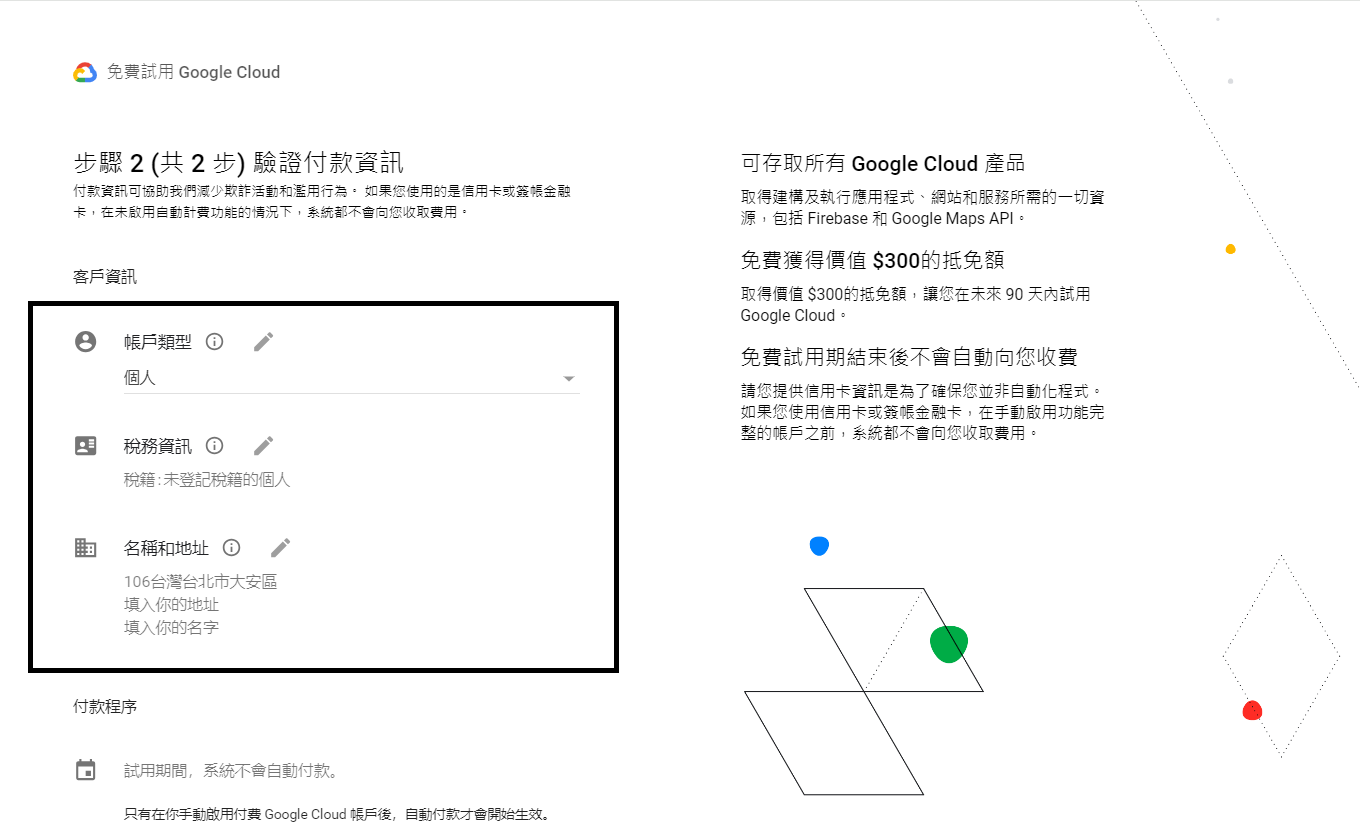 免費試用 Google Cloud
步驟 2 (共 2 步) 驗證付款資訊
付款資訊可協助我們減少欺詐活動和濫用行為。 如果您使用的是信用卡或簽帳金融
卡，在未啟用自動計費功能的情況下，系統都不會向您收取費用。
客戶資訊
帳戶類型
個人
稅務資訊
稅籍：未登記稅籍的個人
名稱和地址
106台灣台北市大安區
填入你的地址
填入你的名字
付款程序
試用期間，系統不會自動付款。
只有在你手動啟用付費 Google Cloud 帳戶後，自動付款才會開始生效。
可存取所有 Google Cloud 產品
取得建構及執行應用程式、網站和服務所需的一切資
源，包括 Firebase 和 Google Maps API。
免費獲得價值 $300的抵免額
取得價值 $300的抵免額，讓您在未來 90 天內試用
Google Cloud。
免費試用期結束後不會自動向您收費
請您提供信用卡資訊是為了確保您並非自動化程式。
如果您使用信用卡或簽帳金融卡，在手動啟用功能完
整的帳戶之前，系統都不會向您收取費用。